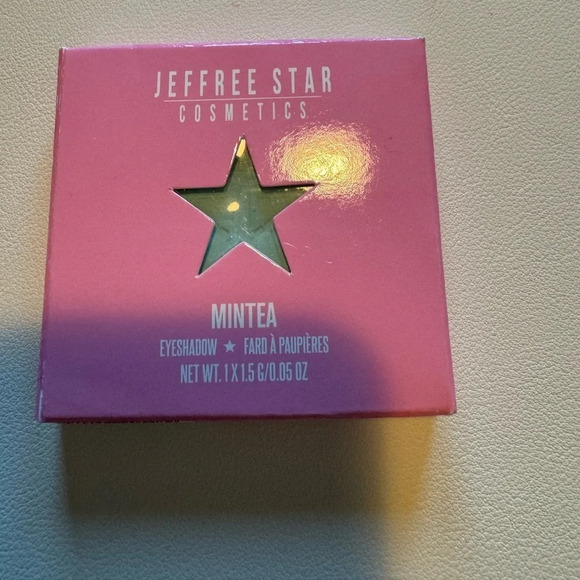 JEFFREE STAR
COSMETICS
MINTEA
EYESHADOW ★ FARD À PAUPIÈRES
NET WT. 1 X 1.5 G/0.05 OZ